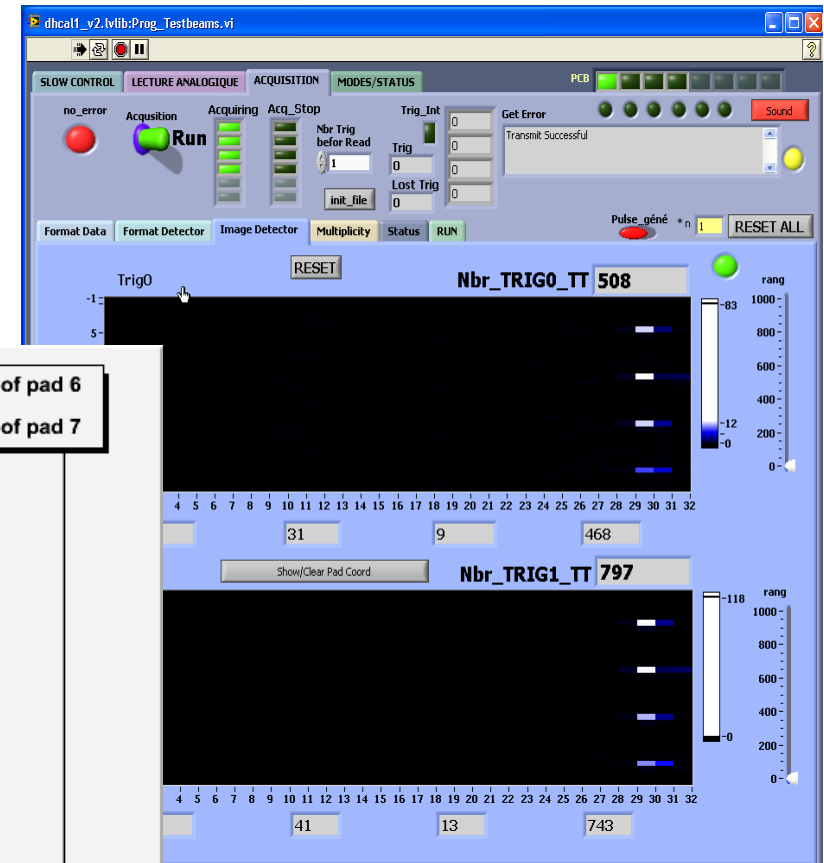 dhcal1_v2.lvlib:Prog_Testbeams.vi
SLOW CONTROL LECTURE ANALOGIQUE ACQUISITION MODES/STATUS PCB
no_error Acqusition Run Acquiring Acq_Stop
Nbr Trig
befor Read
1
init_file
Trig_Int
Trig
0
Lost Trig
0
0
0
0
0
Get Error
Transmit Successful
Sound
Format Data Format Detector Image Detector Multiplicity Status RUN
Pulse_géné * n 1 RESET ALL
Trig0 RESET Nbr_TRIG0_TT 508
rang
-1
5
83
12
0
1000
800
600
400
200
0
of pad 6
of pad 7
4 5 6 7 8 9 10 11 12 13 14 15 16 17 18 19 20 21 22 23 24 25 26 27 28 29 30 31 32
31 9 468
Show/Clear Pad Coord Nbr_TRIG1_TT 797
rang
118
0
1000
800
600
400
200
0
4 5 6 7 8 9 10 11 12 13 14 15 16 17 18 19 20 21 22 23 24 25 26 27 28 29 30 31 32
41 13 743